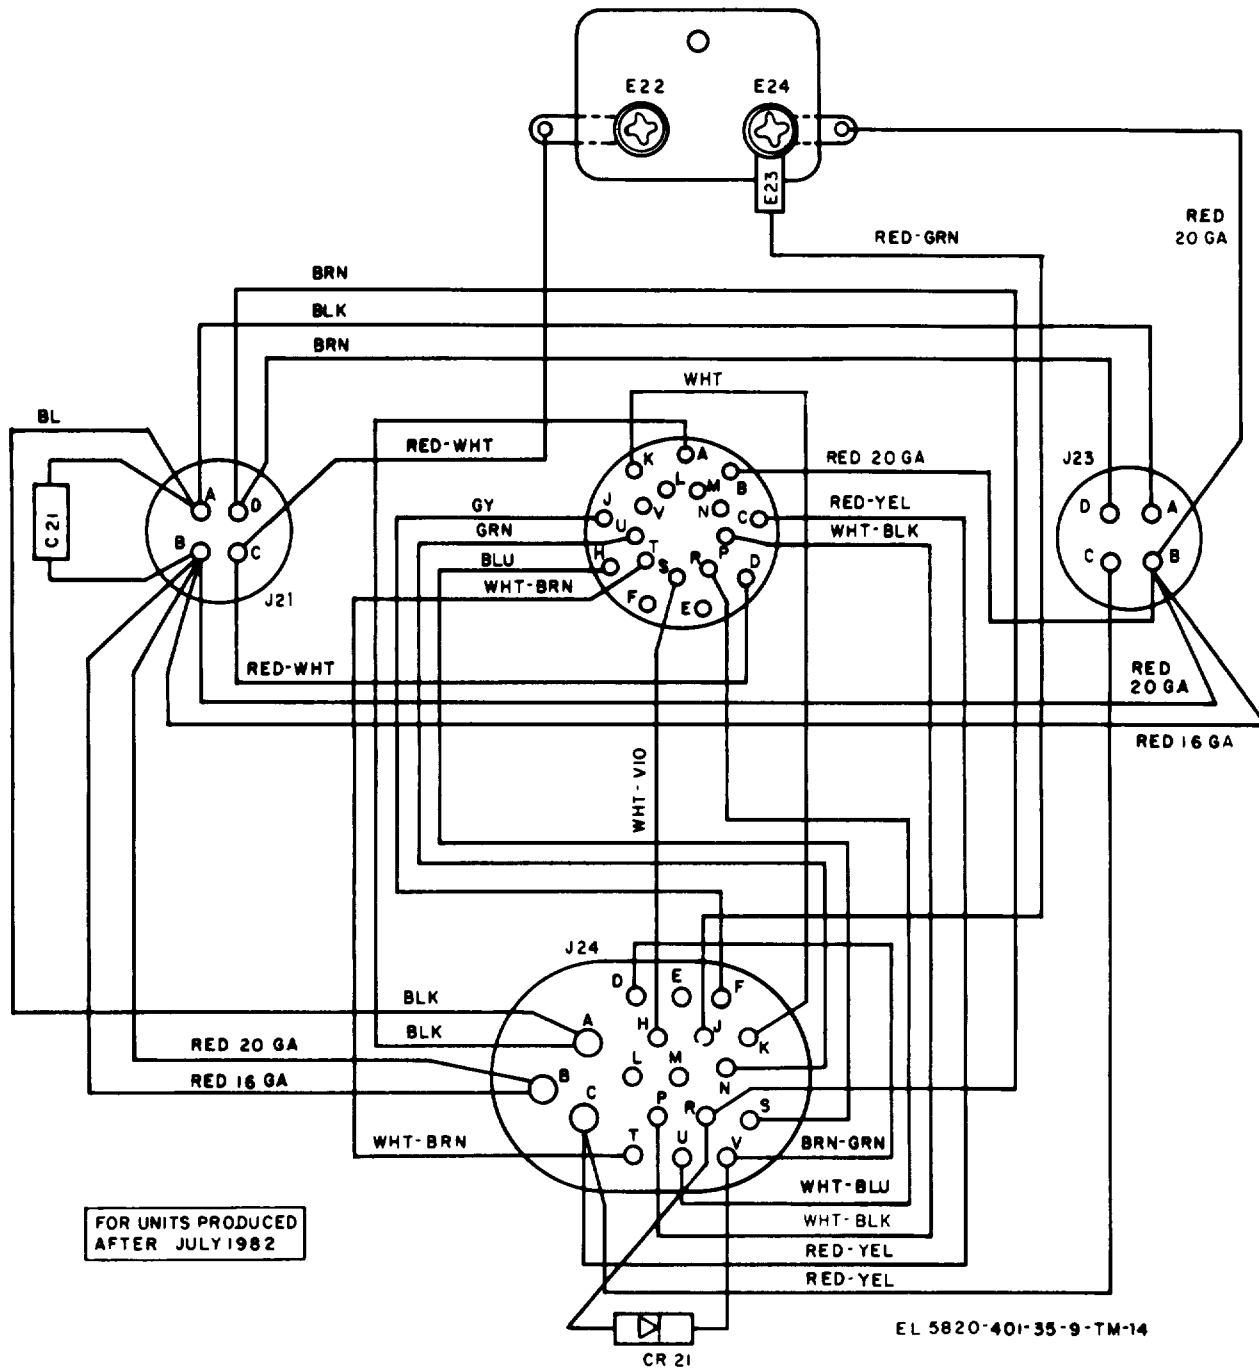 E22 E24
E23
RED
20 GA
RED-GRN
BRN
BLK
BRN
WHT
BL
RED-WHT
K A
RED 20 GA
J23
L M B
A D
C21
J V N C
GY
RED-YEL
D A
U
GRN
P
WHT-BLK
B C
H T S R D
BLU
C B
WHT-BRN
F E
J21
RED-WHT
RED
20 GA
RED 16 GA
WHT-VIO
J24
D E F
BLK
A H J K
BLK
RED 20 GA
L M N
B
RED 16 GA
C P R S
WHT-BRN
T U V
BRN-GRN
WHT-BLU
FOR UNITS PRODUCED
AFTER JULY 1982
WHT-BLK
RED-YEL
RED-YEL
EL 5820-401-35-9-TM-14
CR 21